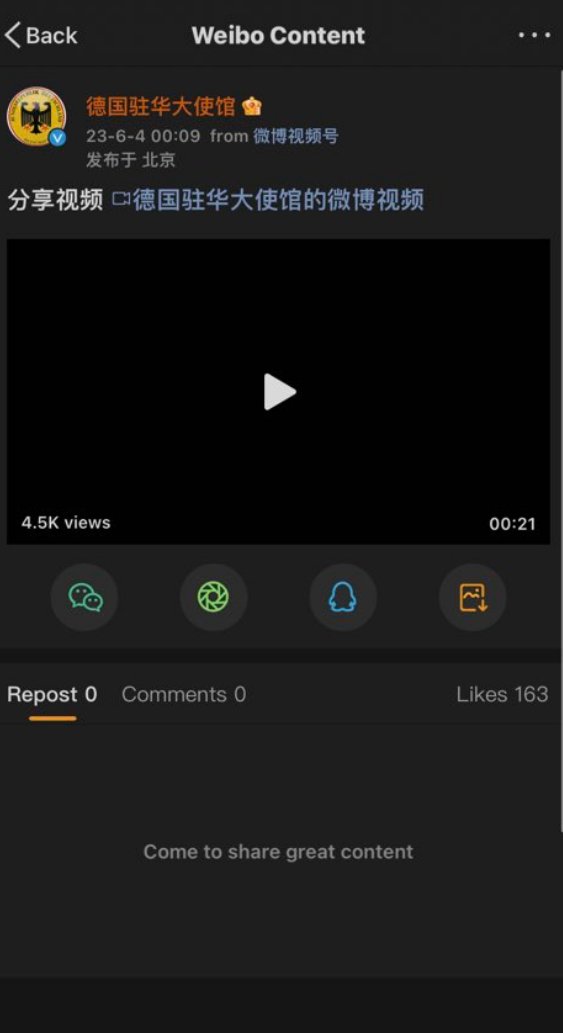 Back
Weibo Content
德国驻华大使馆
23-6-4 00:09 from 微博视频号
发布于 北京
分享视频 德国驻华大使馆的微博视频
4.5K views
00:21
Repost 0 Comments 0 Likes 163
Come to share great content